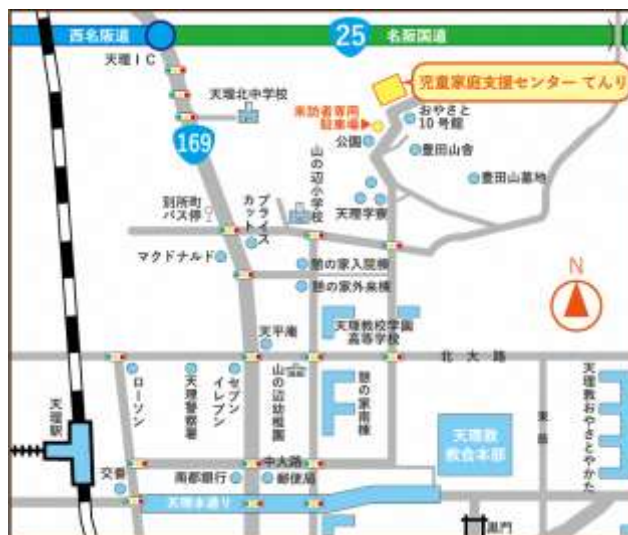 西名阪道
25
名阪国道
天理IC
天理北中学校
児童家庭支援センター てんり
来訪者専用
駐車場▶
おやさと
10号館
公園
豊田山舎
169
山の辺小学校
豊田山墓地
別所町
バス停
プライス
カット
天理学寮
マクドナルド
憩の家入院棟
憩の家外来棟
N
天平庵
天理教校学園
高等学校
北大路
ローソン
天理警察署
セブン
イレブン
山の辺幼稚園
憩の家南棟
天理教
教会本部
東筋
天理教おやさとやかた
天理駅
中大路
交番
南都銀行
郵便局
天理本通り
黒門